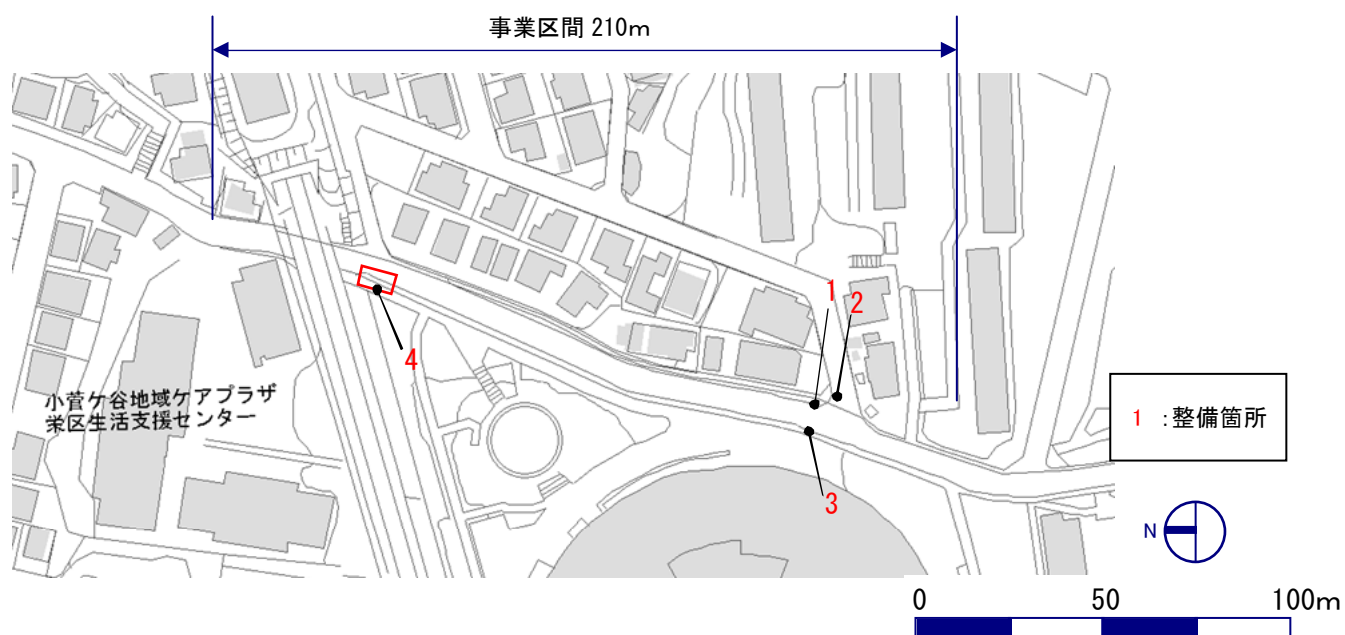 事業区間 210m
1
2
4
小菅ケ谷地域ケアプラザ
栄区生活支援センター
1 :整備箇所
3
N
0 50 100m